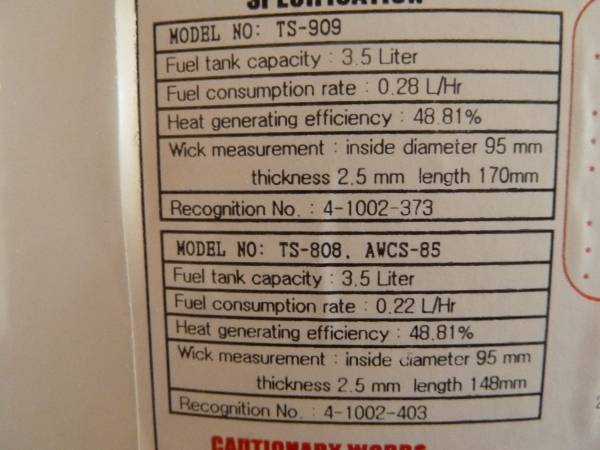 SPECIFICATION
MODEL NO: TS-909
Fuel tank capacity : 3.5 Liter
Fuel consumption rate : 0.28 L/Hr
Heat generating efficiency : 48.81%
Wick measurement : inside diameter 95 mm
thickness 2.5 mm length 170mm
Recognition No. : 4-1002-373
MODEL NO: TS-808, AWCS-85
Fuel tank capacity : 3.5 Liter
Fuel consumption rate : 0.22 L/Hr
Heat generating efficiency : 48.81%
Wick measurement : inside diameter 95 mm
thickness 2.5 mm length 148mm
Recognition No. : 4-1002-403
CAUTIONARY WORDS